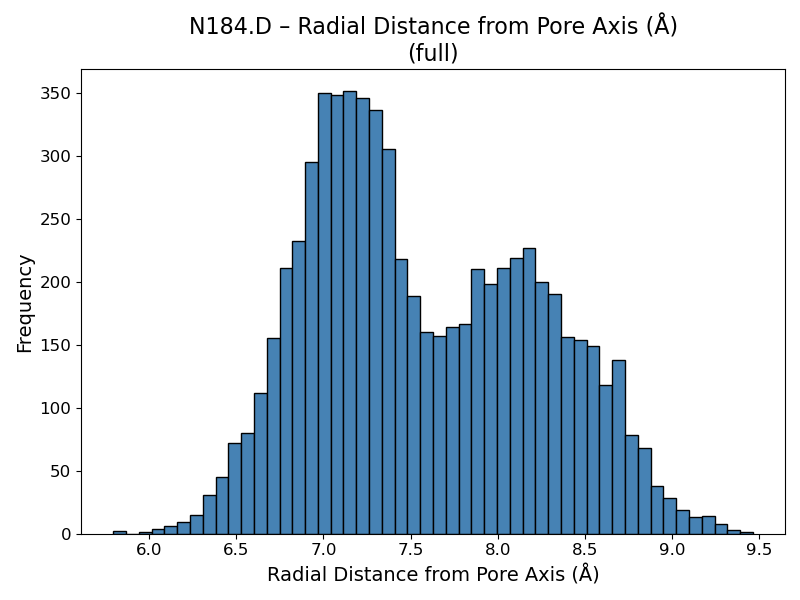 N184.D – Radial Distance from Pore Axis (Å)
(full)
Frequency
350
300
250
200
150
100
50
0
6.0 6.5 7.0 7.5 8.0 8.5 9.0 9.5
Radial Distance from Pore Axis (Å)